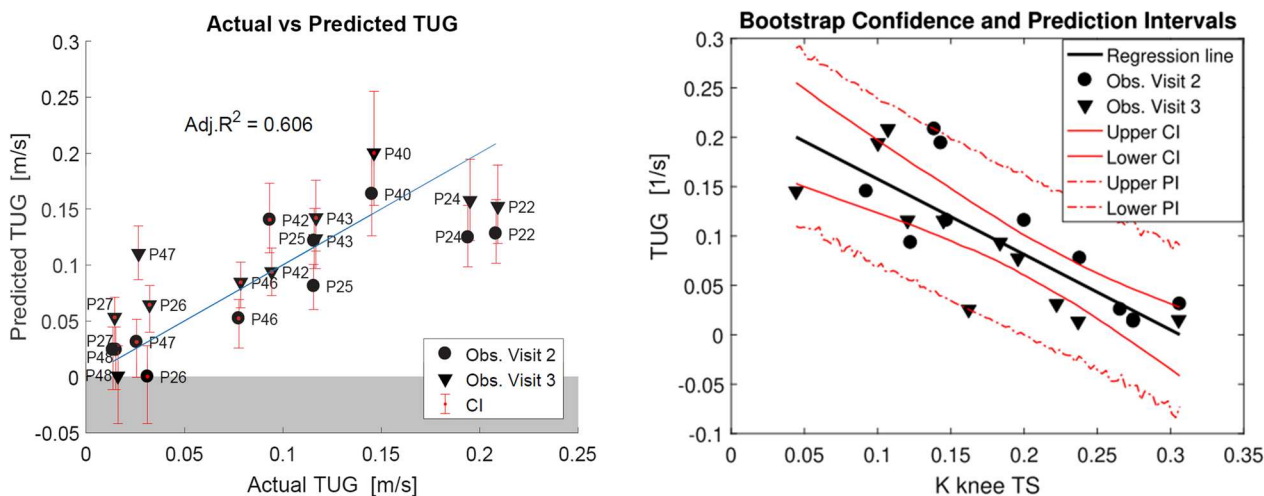 Actual vs Predicted TUG
0.3
0.25
0.2
0.15
0.1
0.05
0
-0.05
Predicted TUG [m/s]
Adj.R² = 0.606
P40
P24
P22
P42
P43
P40
P25
P43
P24
P22
P47
P42
P46
P25
P27
P26
P46
P27
P47
P48
P48
P26
Obs. Visit 2
Obs. Visit 3
CI
0
0.05
0.1
0.15
0.2
0.25
Actual TUG [m/s]
Bootstrap Confidence and Prediction Intervals
0.3
0.25
0.2
0.15
0.1
0.05
0
-0.05
-0.1
TUG [1/s]
Regression line
Obs. Visit 2
Obs. Visit 3
Upper CI
Lower CI
Upper PI
Lower PI
0
0.05
0.1
0.15
0.2
0.25
0.3
0.35
K knee TS